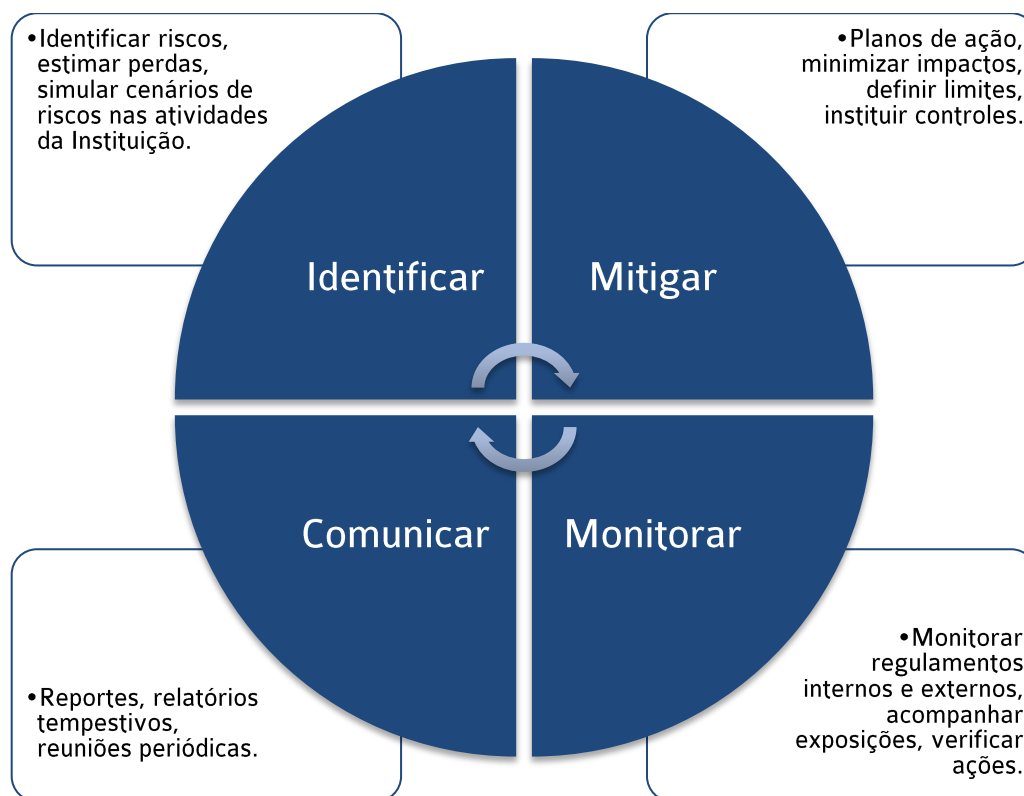 •Identificar riscos,
estimar perdas,
simular cenários de
riscos nas atividades
da Instituição.
•Planos de ação,
minimizar impactos,
definir limites,
instituir controles.
Identificar
Mitigar
Comunicar
Monitorar
•Reportes, relatórios
tempestivos,
reuniões periódicas.
•Monitorar
regulamentos
internos e externos,
acompanhar
exposições, verificar
ações.